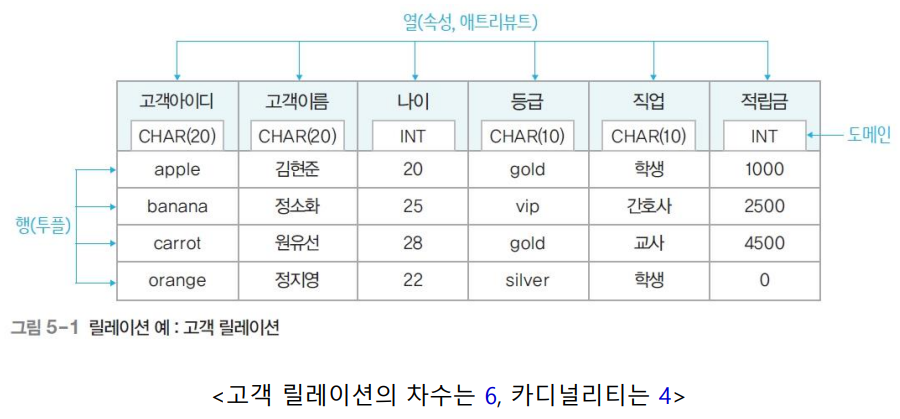 열(속성, 애트리뷰트)
고객아이디 고객이름 나이 등급 직업 적립금
CHAR(20) CHAR(20) INT CHAR(10) CHAR(10) INT
도메인
apple 김현준 20 gold 학생 1000
banana 정소화 25 vip 간호사 2500
행(투플)
carrot 원유선 28 gold 교사 4500
orange 정지영 22 silver 학생 0
그림 5-1 릴레이션 예 : 고객 릴레이션
<고객 릴레이션의 차수는 6, 카디널리티는 4>